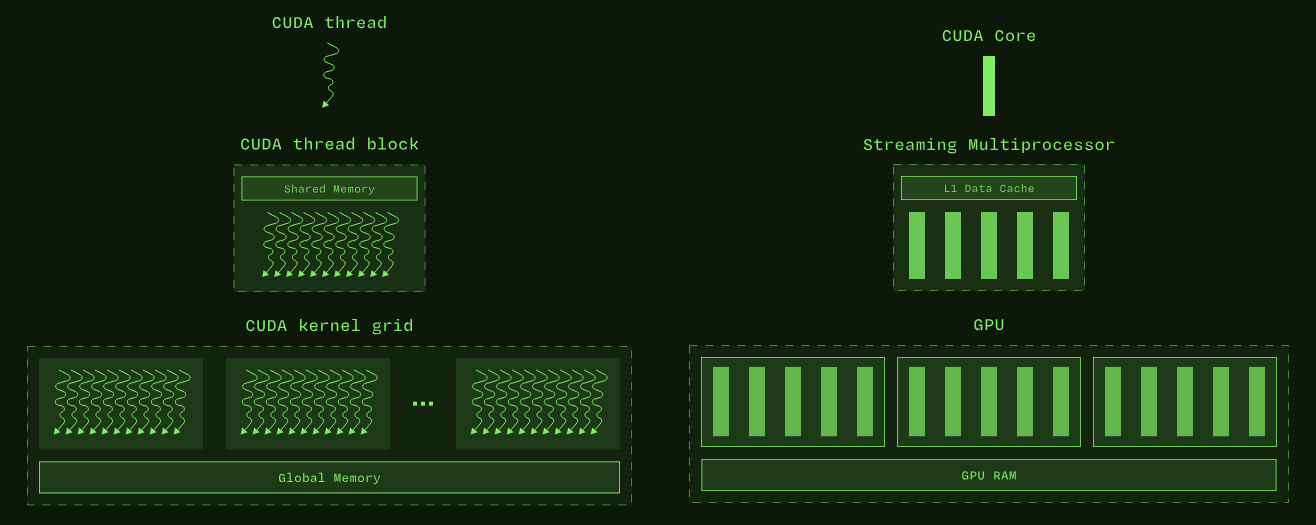 CUDA thread
CUDA thread block
Shared Memory
CUDA kernel grid
...
Global Memory
CUDA Core
Streaming Multiprocessor
L1 Data Cache
GPU
GPU RAM